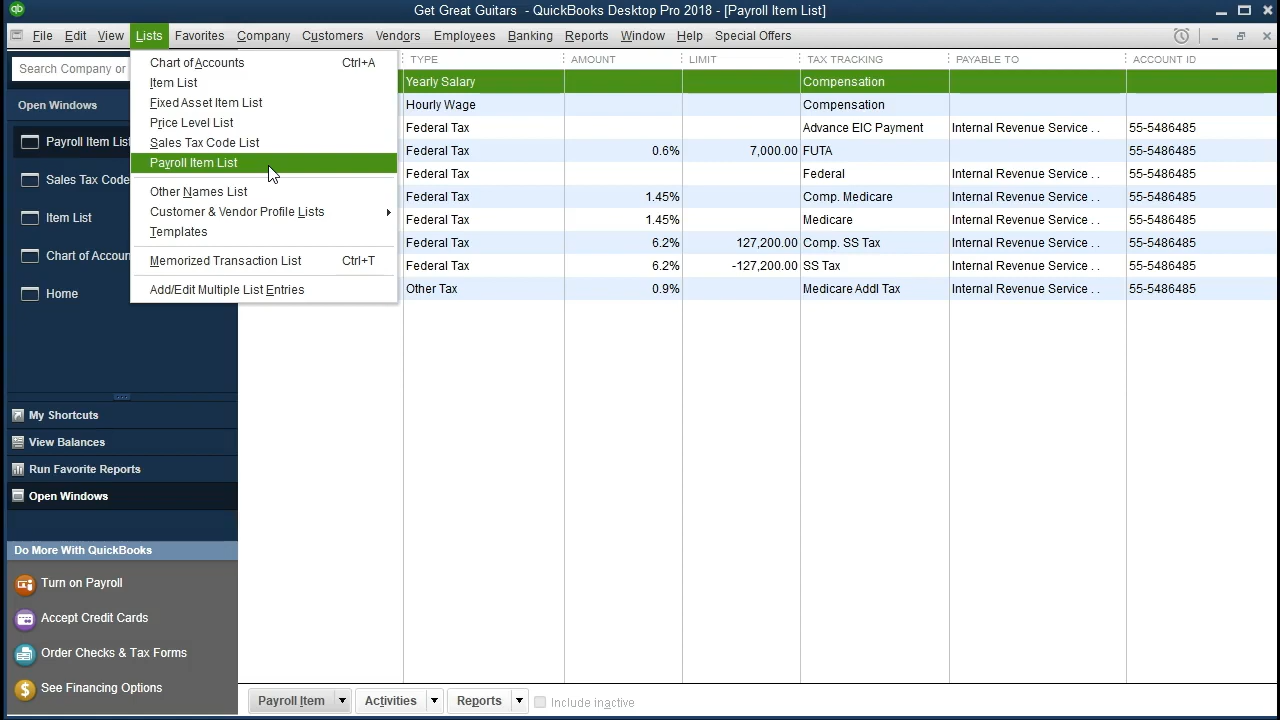 qb
Get Great Guitars - QuickBooks Desktop Pro 2018 - [Payroll Item List]
File Edit View Lists Favorites Company Customers Vendors Employees Banking Reports Window Help Special Offers
Search Company or
Open Windows
Payroll Item List
Sales Tax Code
Item List
Chart of Accoun
Home
My Shortcuts
View Balances
Run Favorite Reports
Open Windows
Do More With QuickBooks
Turn on Payroll
Accept Credit Cards
Order Checks & Tax Forms
See Financing Options
Chart of Accounts Ctrl+A
Item List
Fixed Asset Item List
Price Level List
Sales Tax Code List
Payroll Item List
Other Names List
Customer & Vendor Profile Lists
Templates
Memorized Transaction List Ctrl+T
Add/Edit Multiple List Entries
TYPE AMOUNT LIMIT TAX TRACKING PAYABLE TO ACCOUNT ID
Yearly Salary Compensation
Hourly Wage Compensation
Federal Tax Advance EIC Payment Internal Revenue Service . . 55-5486485
Federal Tax 0.6% 7,000.00 FUTA Internal Revenue Service . . 55-5486485
Federal Tax Federal Internal Revenue Service . . 55-5486485
Federal Tax 1.45% Comp. Medicare Internal Revenue Service . . 55-5486485
Federal Tax 1.45% Medicare Internal Revenue Service . . 55-5486485
Federal Tax 6.2% 127,200.00 Comp. SS Tax Internal Revenue Service . . 55-5486485
Federal Tax 6.2% -127,200.00 SS Tax Internal Revenue Service . . 55-5486485
Other Tax 0.9% Medicare Addl Tax Internal Revenue Service . . 55-5486485
Payroll Item Activities Reports Include inactive